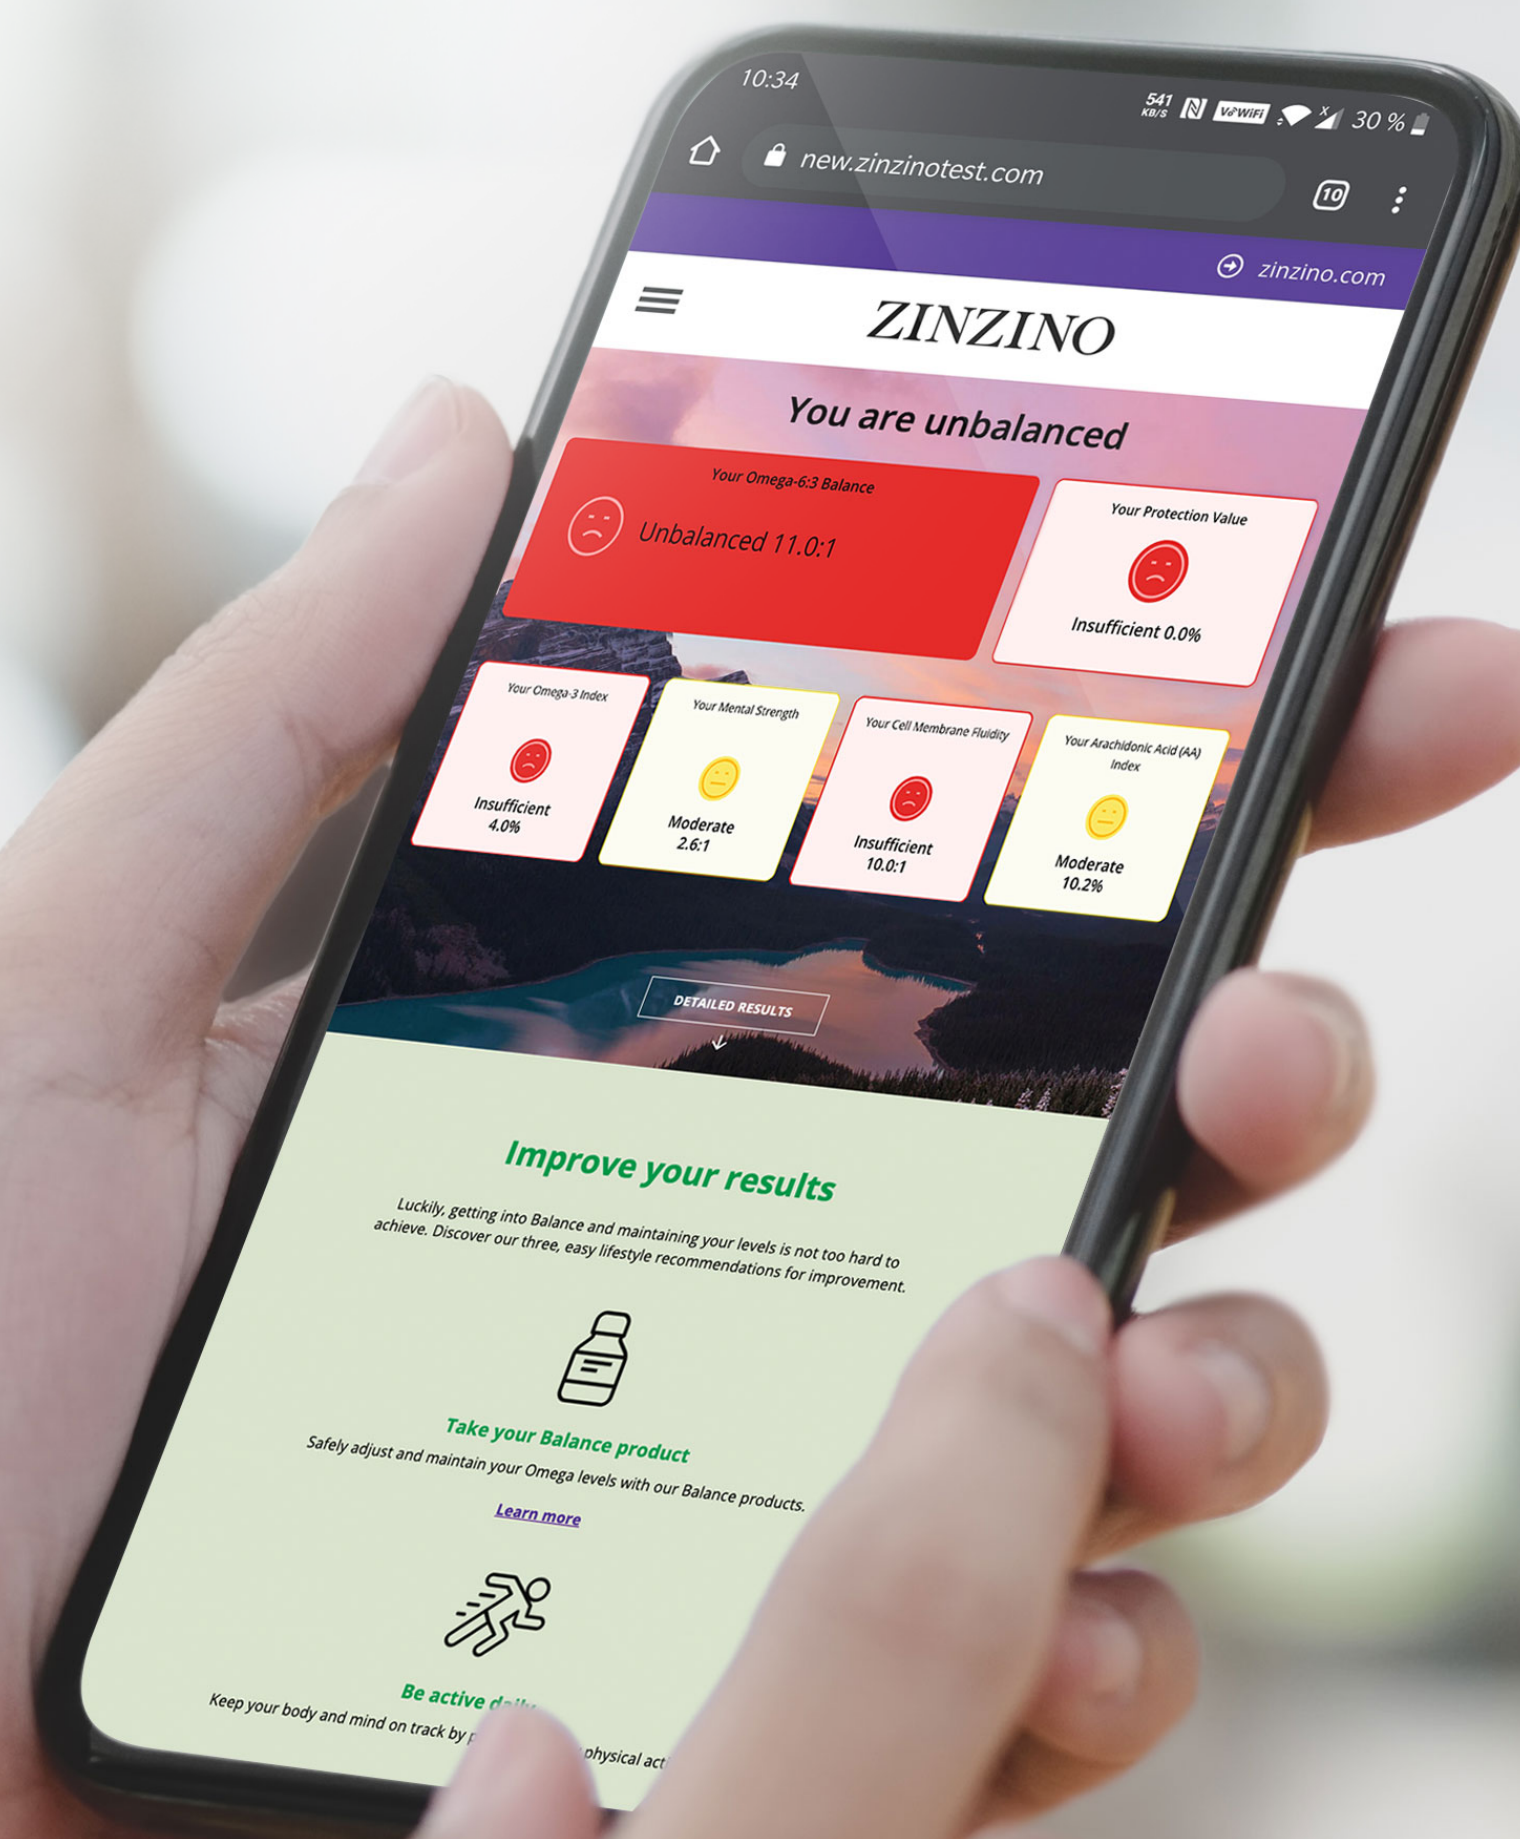 10:34
541
KB/S
VoWiFi
30 %
new.zinzinotest.com
10
zinzino.com
ZINZINO
You are unbalanced
Your Omega-6:3 Balance
Unbalanced 11.0:1
Your Protection Value
Insufficient 0.0%
Your Omega-3 Index
Insufficient
4.0%
Your Mental Strength
Moderate
2.6:1
Your Cell Membrane Fluidity
Insufficient
10.0:1
Your Arachidonic Acid (AA)
Index
Moderate
10.2%
DETAILED RESULTS
Improve your results
Luckily, getting into Balance and maintaining your levels is not too hard to
achieve. Discover our three, easy lifestyle recommendations for improvement.
Take your Balance product
Safely adjust and maintain your Omega levels with our Balance products.
Learn more
Be active
Keep your body and mind on track by
physical